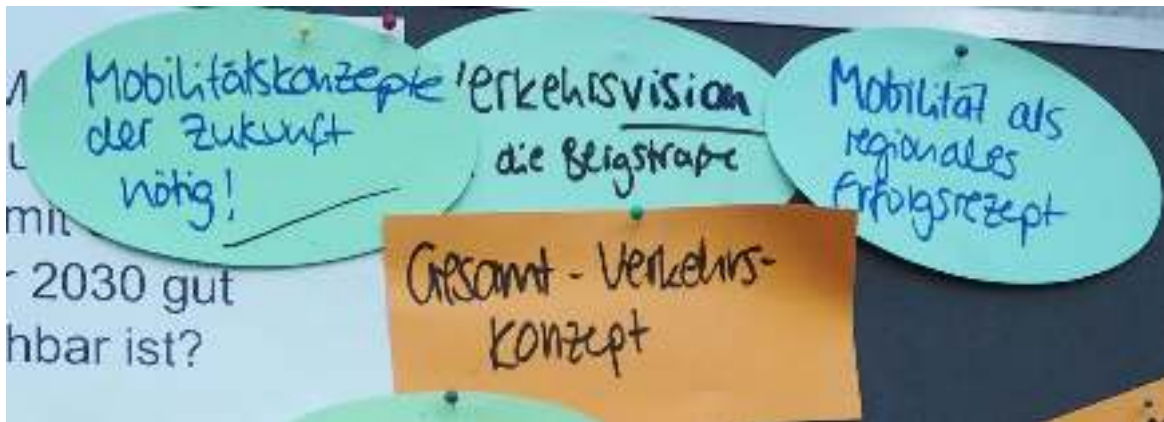 Mobilitätskonzepte
der Zukunft
nötig!
erkehrsvision
die Bergstraße
Mobilität als
regionales
Erfolgsrezept
Gesamt-Verkehrs-
konzept
mit
2030 gut
hbar ist?